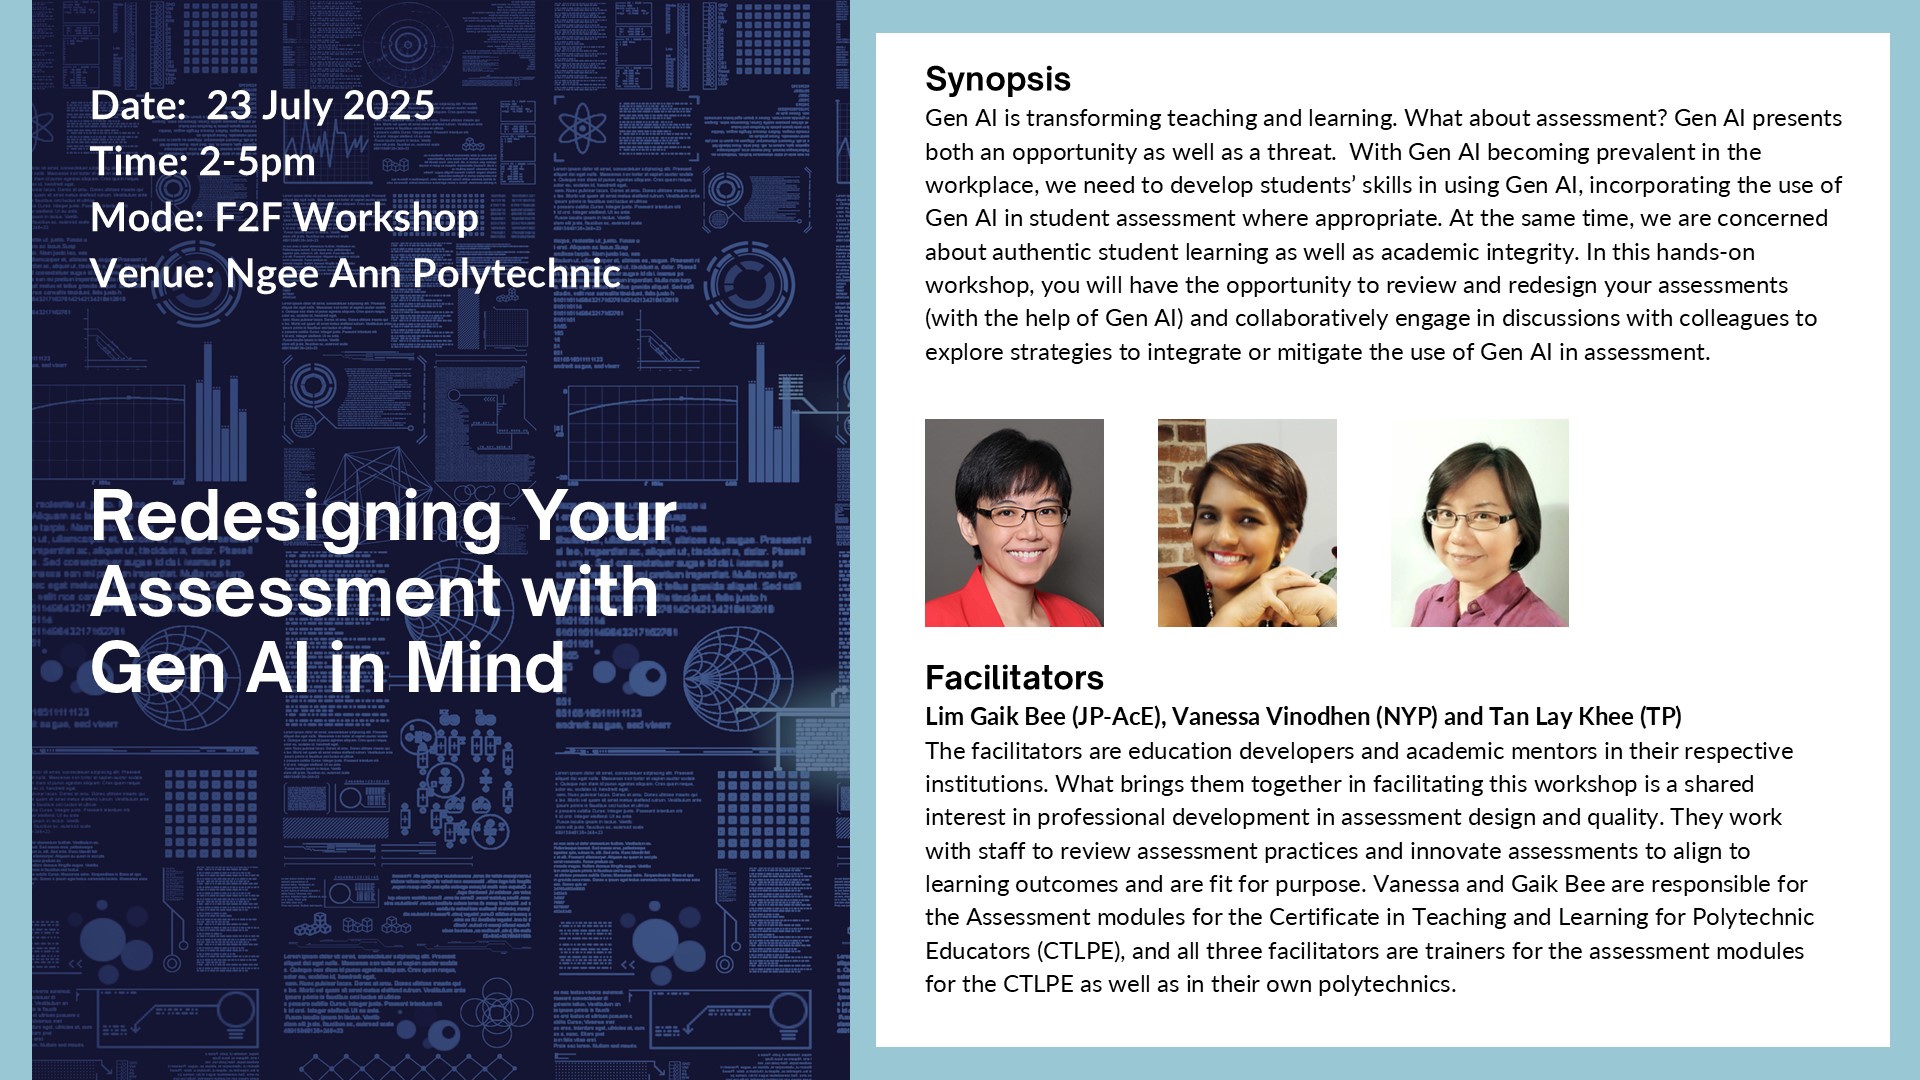 Date:  23 July 2025
Time: 2-5pm
Mode: F2F Workshop
Venue: Ngee Ann Polytechnic
Redesigning Your
Assessment with
Gen AI in Mind
Synopsis
Gen AI is transforming teaching and learning. What about assessment? Gen AI presents
both an opportunity as well as a threat.  With Gen AI becoming prevalent in the
workplace, we need to develop students’ skills in using Gen AI, incorporating the use of
Gen AI in student assessment where appropriate. At the same time, we are concerned
about authentic student learning as well as academic integrity. In this hands-on
workshop, you will have the opportunity to review and redesign your assessments
(with the help of Gen AI) and collaboratively engage in discussions with colleagues to
explore strategies to integrate or mitigate the use of Gen AI in assessment.
Facilitators
Lim Gaik Bee (JP-AcE), Vanessa Vinodhen (NYP) and Tan Lay Khee (TP)
The facilitators are education developers and academic mentors in their respective
institutions. What brings them together in facilitating this workshop is a shared
interest in professional development in assessment design and quality. They work
with staff to review assessment practices and innovate assessments to align to
learning outcomes and are fit for purpose. Vanessa and Gaik Bee are responsible for
the Assessment modules for the Certificate in Teaching and Learning for Polytechnic
Educators (CTLPE), and all three facilitators are trainers for the assessment modules
for the CTLPE as well as in their own polytechnics.